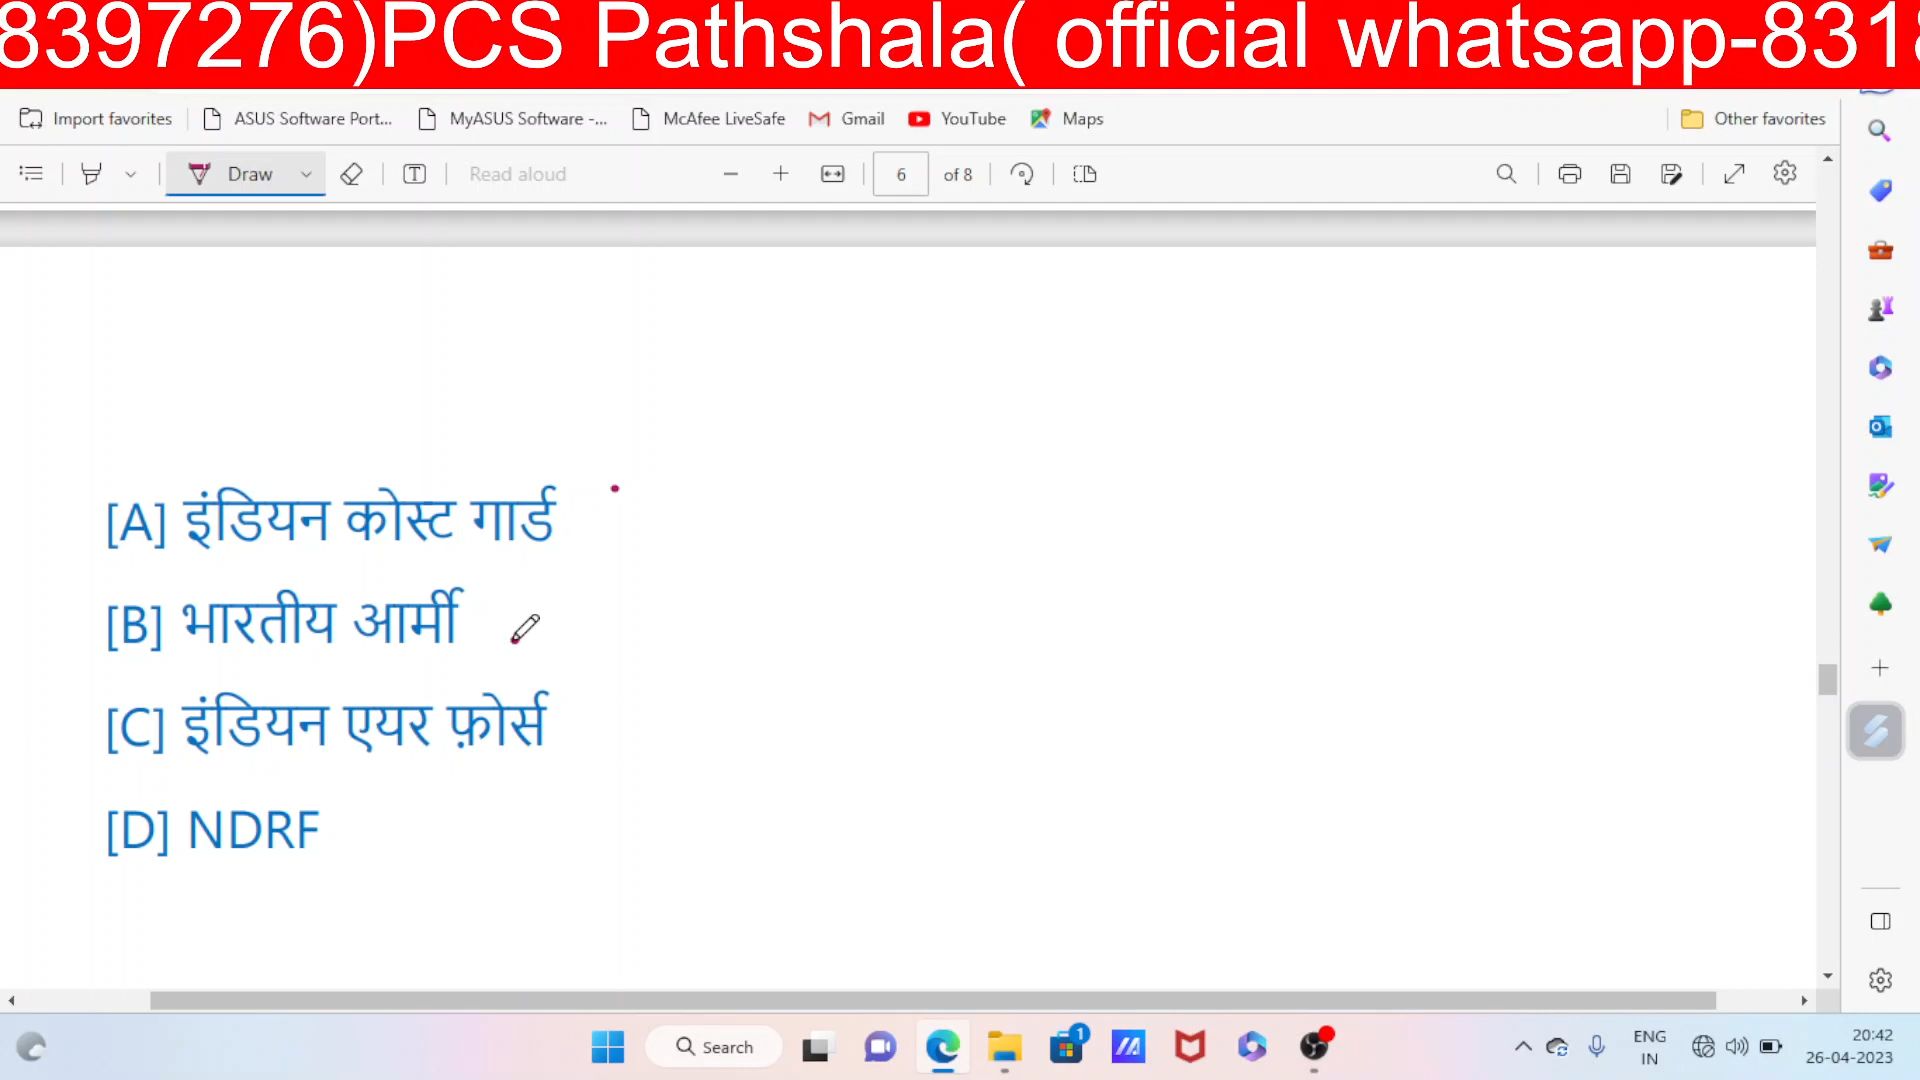 8397276)PCS Pathshala( official whatsapp-831
Import favorites ASUS Software Port... MyASUS Software -... McAfee LiveSafe Gmail YouTube Maps Other favorites
Draw T Read aloud 6 of 8
[A] इंडियन कोस्ट गार्ड
[B] भारतीय आर्मी
[C] इंडियन एयर फ़ोर्स
[D] NDRF
Search 1 ENG IN 20:42 26-04-2023